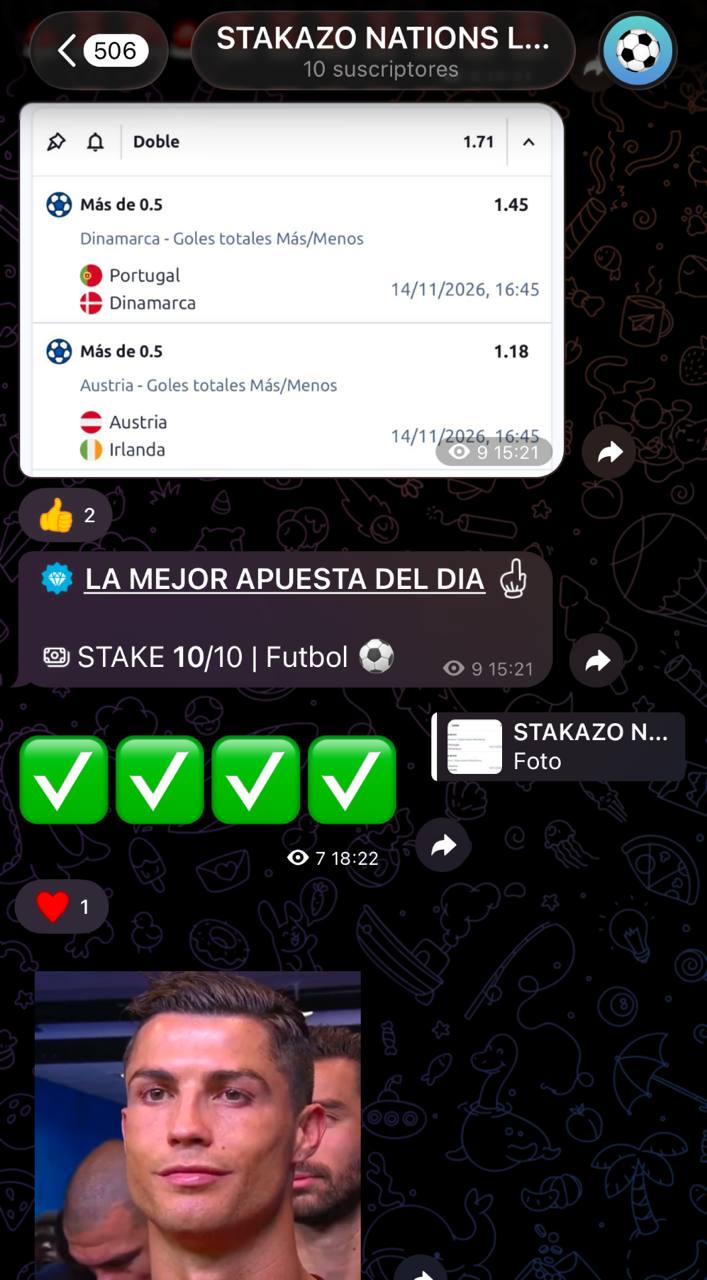 506
STAKAZO NATIONS L...
10 suscriptores
Doble 1.71
Más de 0.5 1.45
Dinamarca - Goles totales Más/Menos
Portugal
Dinamarca
14/11/2026, 16:45
Más de 0.5 1.18
Austria - Goles totales Más/Menos
Austria
Irlanda
14/11/2026, 16:45
9 15:21
2
LA MEJOR APUESTA DEL DIA
STAKE 10/10 | Futbol
9 15:21
STAKAZO N...
Foto
7 18:22
1